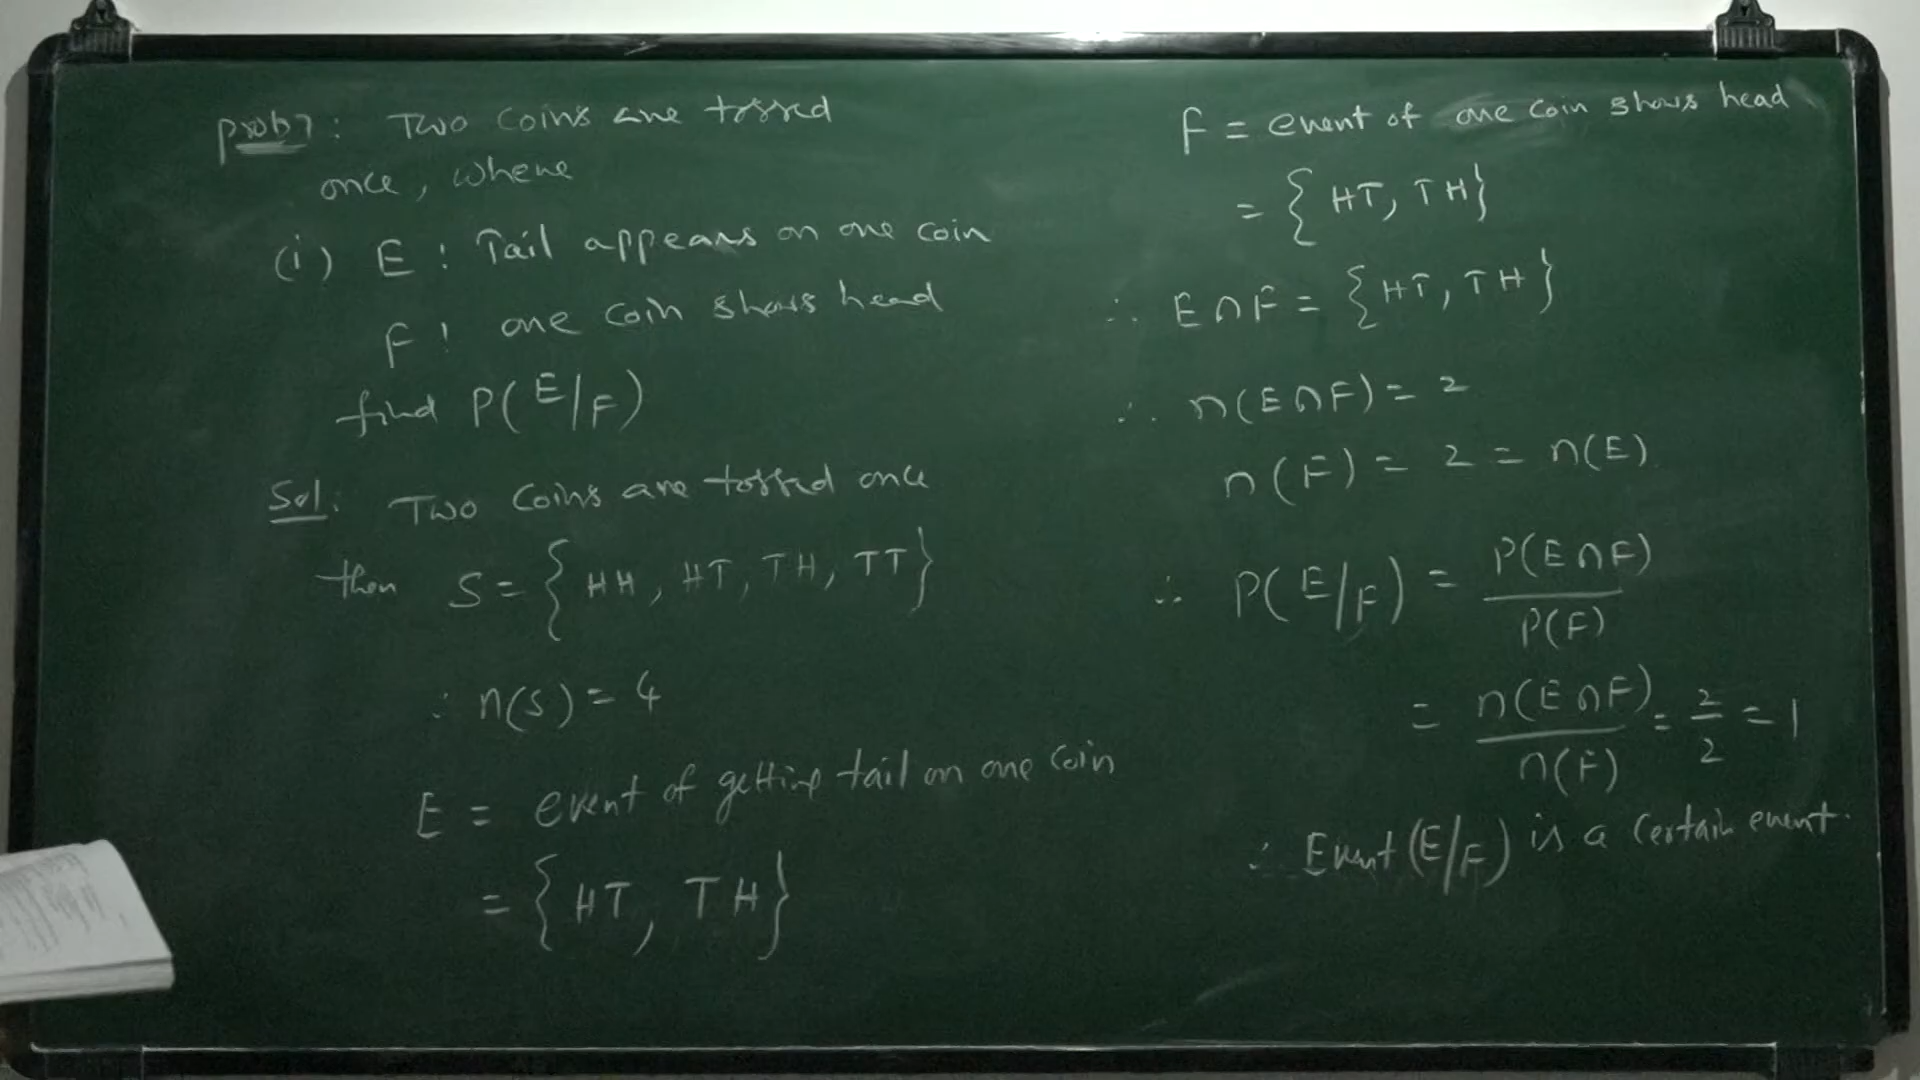 prob7: Two coins are tossed
once, where
(i) E: Tail appears on one coin
F: one coin shows head
find P(E/F)
Sol: Two coins are tossed once
then S = { HH, HT, TH, TT }
∴ n(S) = 4
E = event of getting tail on one coin
= { HT, TH }
F = event of one coin shows head
= { HT, TH }
∴ E∩F = { HT, TH }
∴ n(E∩F) = 2
n(F) = 2 = n(E)
∴ P(E/F) = P(E∩F) / P(F)
= n(E∩F) / n(F) = 2/2 = 1
∴ Event (E/F) is a certain event.